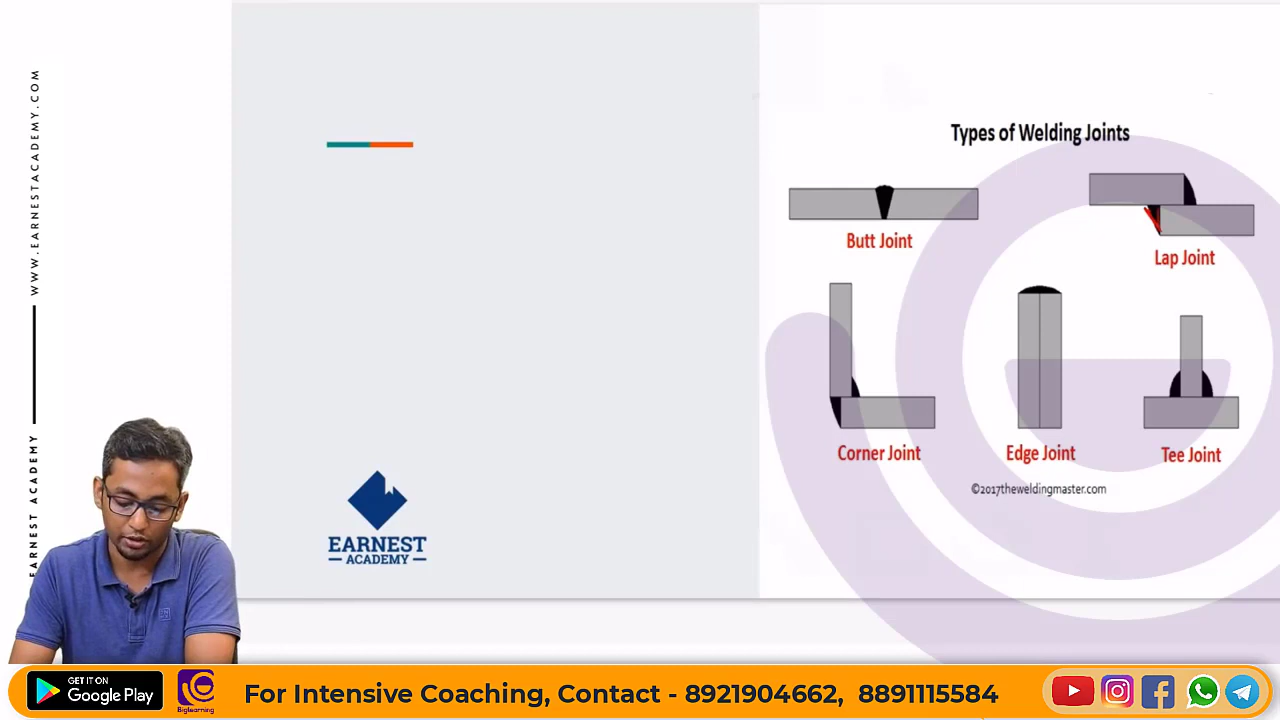 WWW.EARNESTACADEMY.COM
EARNEST ACADEMY
Types of Welding Joints
Butt Joint
Lap Joint
Corner Joint
Edge Joint
Tee Joint
©2017theweldingmaster.com
EARNEST
ACADEMY
GET IT ON
Google Play
Biglearning
For Intensive Coaching, Contact - 8921904662, 8891115584